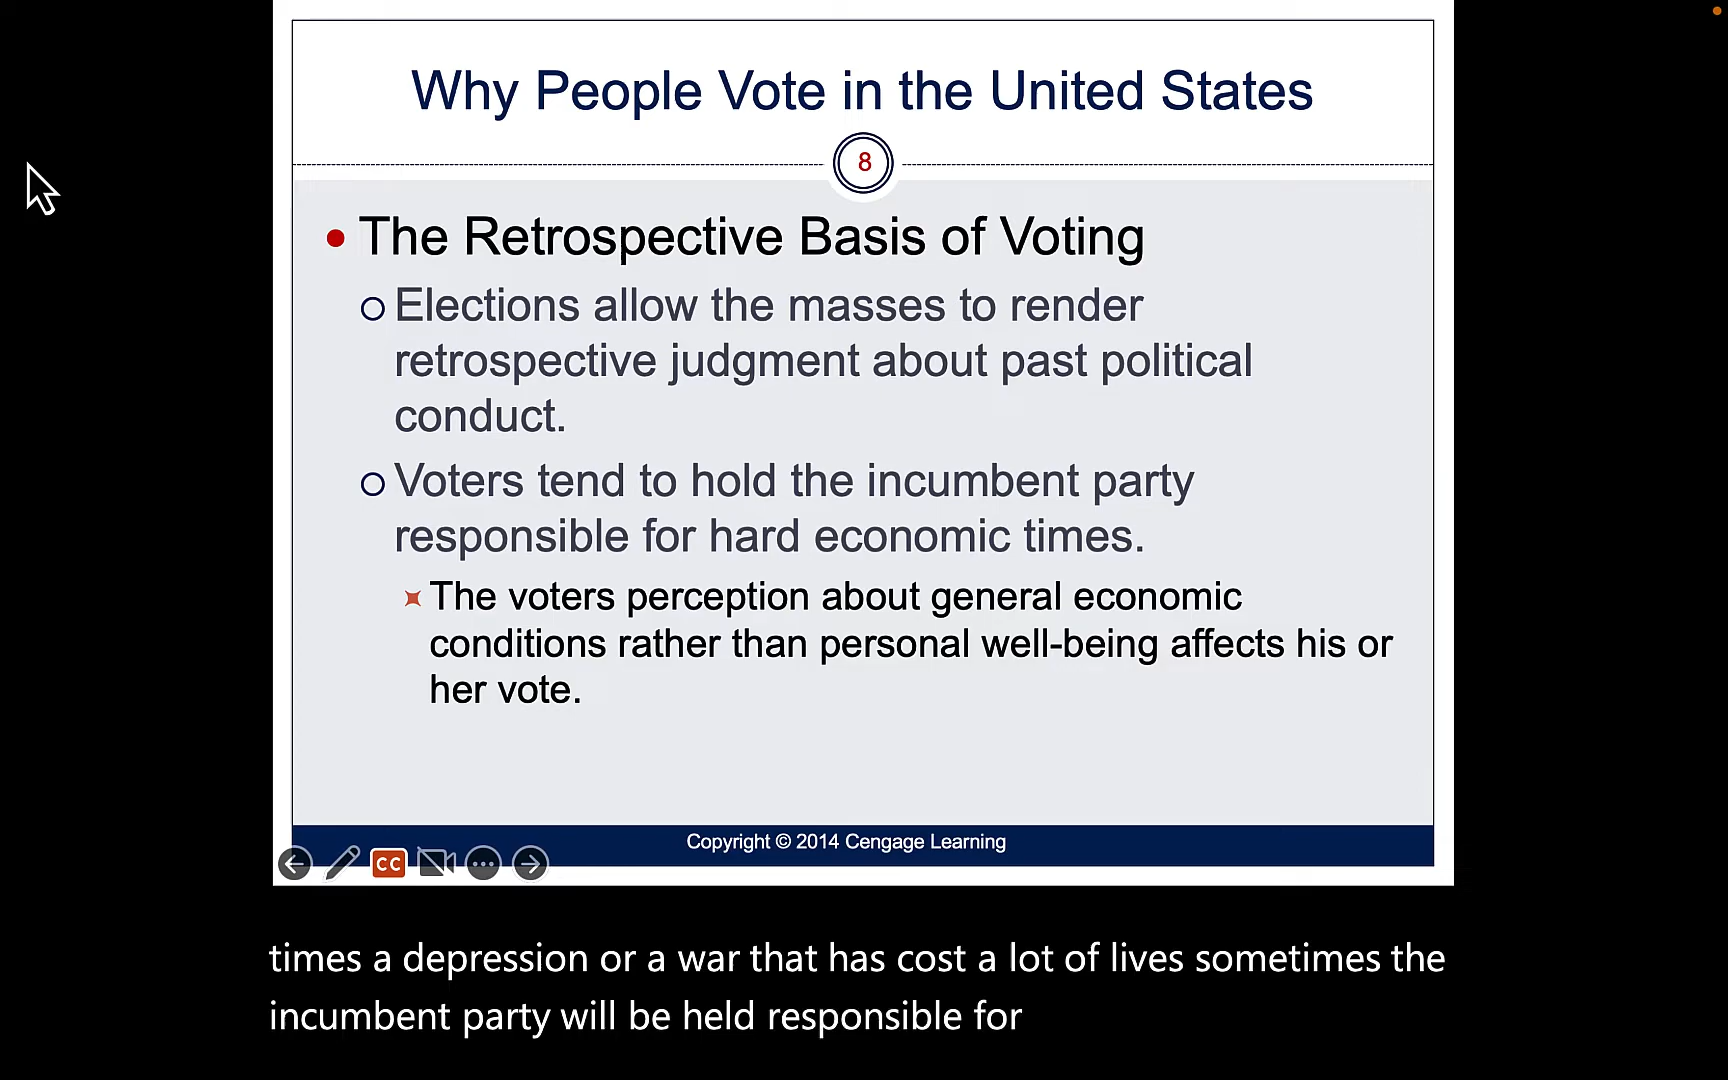 Why People Vote in the United States
8
The Retrospective Basis of Voting
Elections allow the masses to render
retrospective judgment about past political
conduct.
Voters tend to hold the incumbent party
responsible for hard economic times.
The voters perception about general economic
conditions rather than personal well-being affects his or
her vote.
Copyright © 2014 Cengage Learning
CC
times a depression or a war that has cost a lot of lives sometimes the
incumbent party will be held responsible for